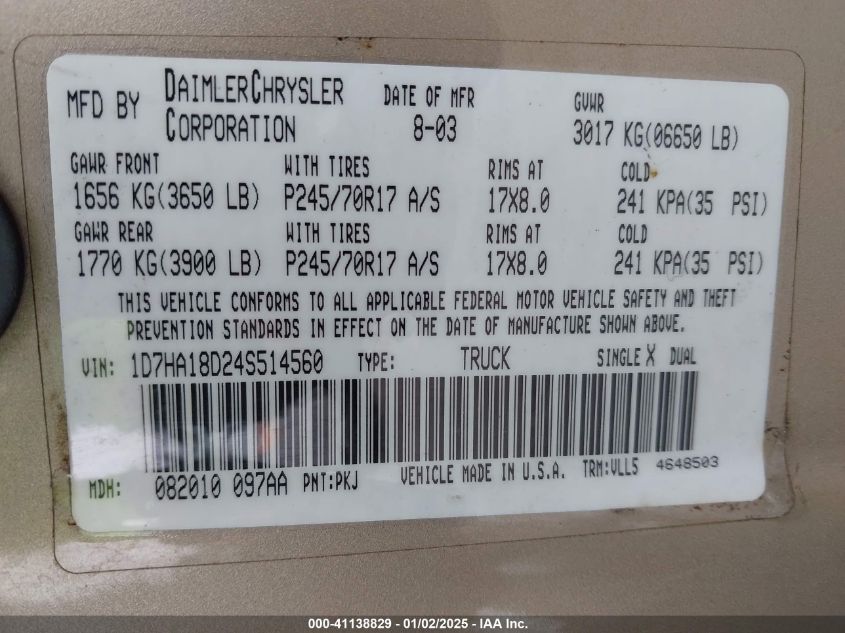 MFD BY DAIMLERCHRYSLER CORPORATION DATE OF MFR 8-03 GVWR 3017 KG(06650 LB)
GAWR FRONT WITH TIRES RIMS AT COLD
1656 KG(3650 LB) P245/70R17 A/S 17X8.0 241 KPA(35 PSI)
GAWR REAR WITH TIRES RIMS AT COLD
1770 KG(3900 LB) P245/70R17 A/S 17X8.0 241 KPA(35 PSI)
THIS VEHICLE CONFORMS TO ALL APPLICABLE FEDERAL MOTOR VEHICLE SAFETY AND THEFT
PREVENTION STANDARDS IN EFFECT ON THE DATE OF MANUFACTURE SHOWN ABOVE.
VIN: 1D7HA18D24S514560 TYPE: TRUCK SINGLE X DUAL
MDH: 082010 097AA PNT:PKJ VEHICLE MADE IN U.S.A. TRM:VLL5 4648503
000-41138829 - 01/02/2025 - IAA Inc.